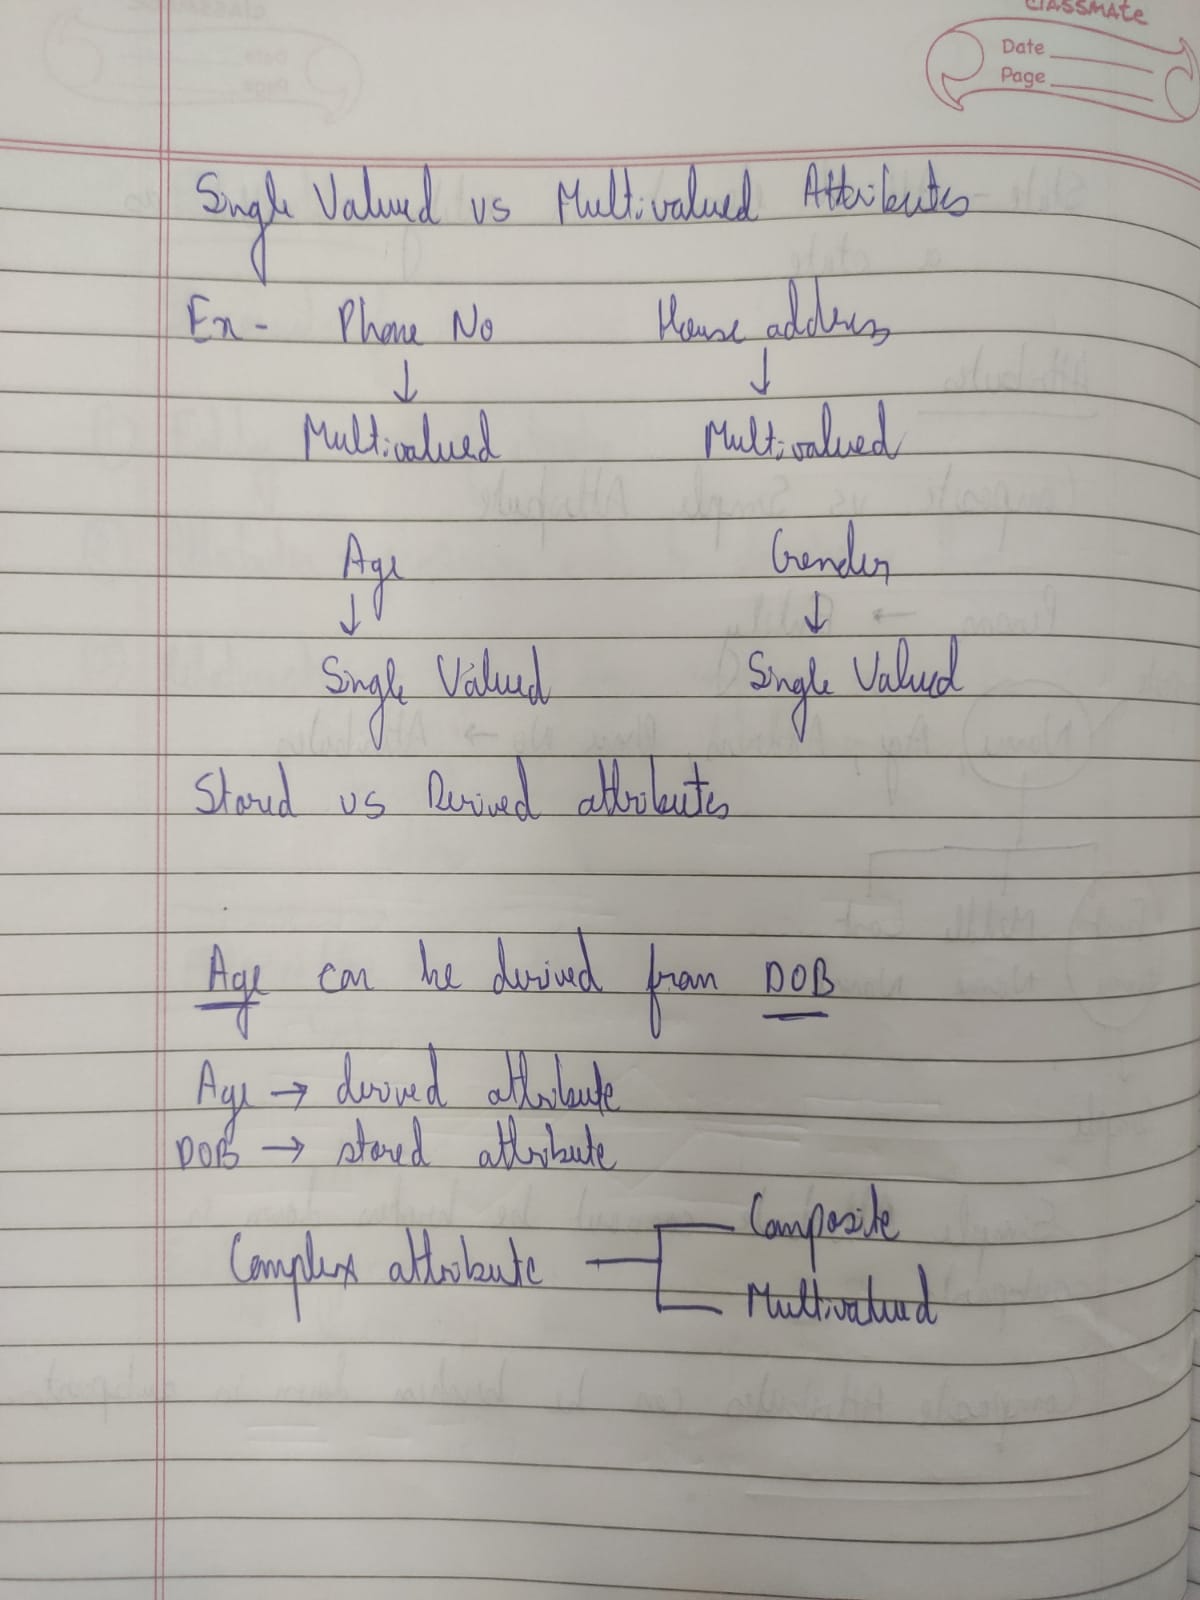 classmate
Date
Page
Single Valued vs Multivalued Attributes
Ex- Phone No House address
↓ ↓
Multivalued Multivalued
Age Gender
↓ ↓
Single Valued Single Valued
Stored vs Derived attributes
Age can be derived from DOB
Age → derived attribute
DOB → stored attribute
Composite
Complex attribute
Multivalued